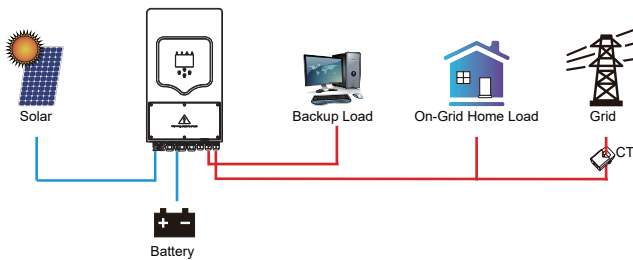 Solar
Backup Load
On-Grid Home Load
Grid
CT
Battery